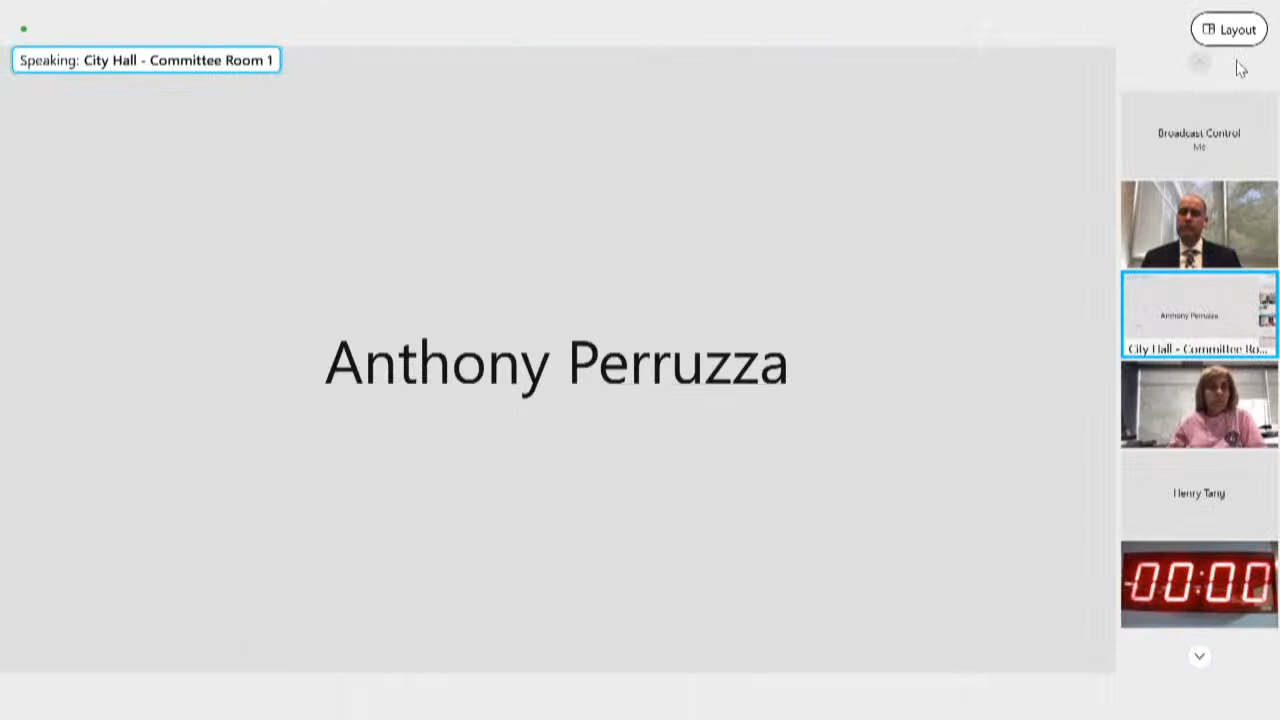 Layout
Speaking: City Hall - Committee Room 1
Broadcast Control
Me
Anthony Perruzza
Anthony Perruzza
City Hall - Committee Ro...
Henry Tang
00:00